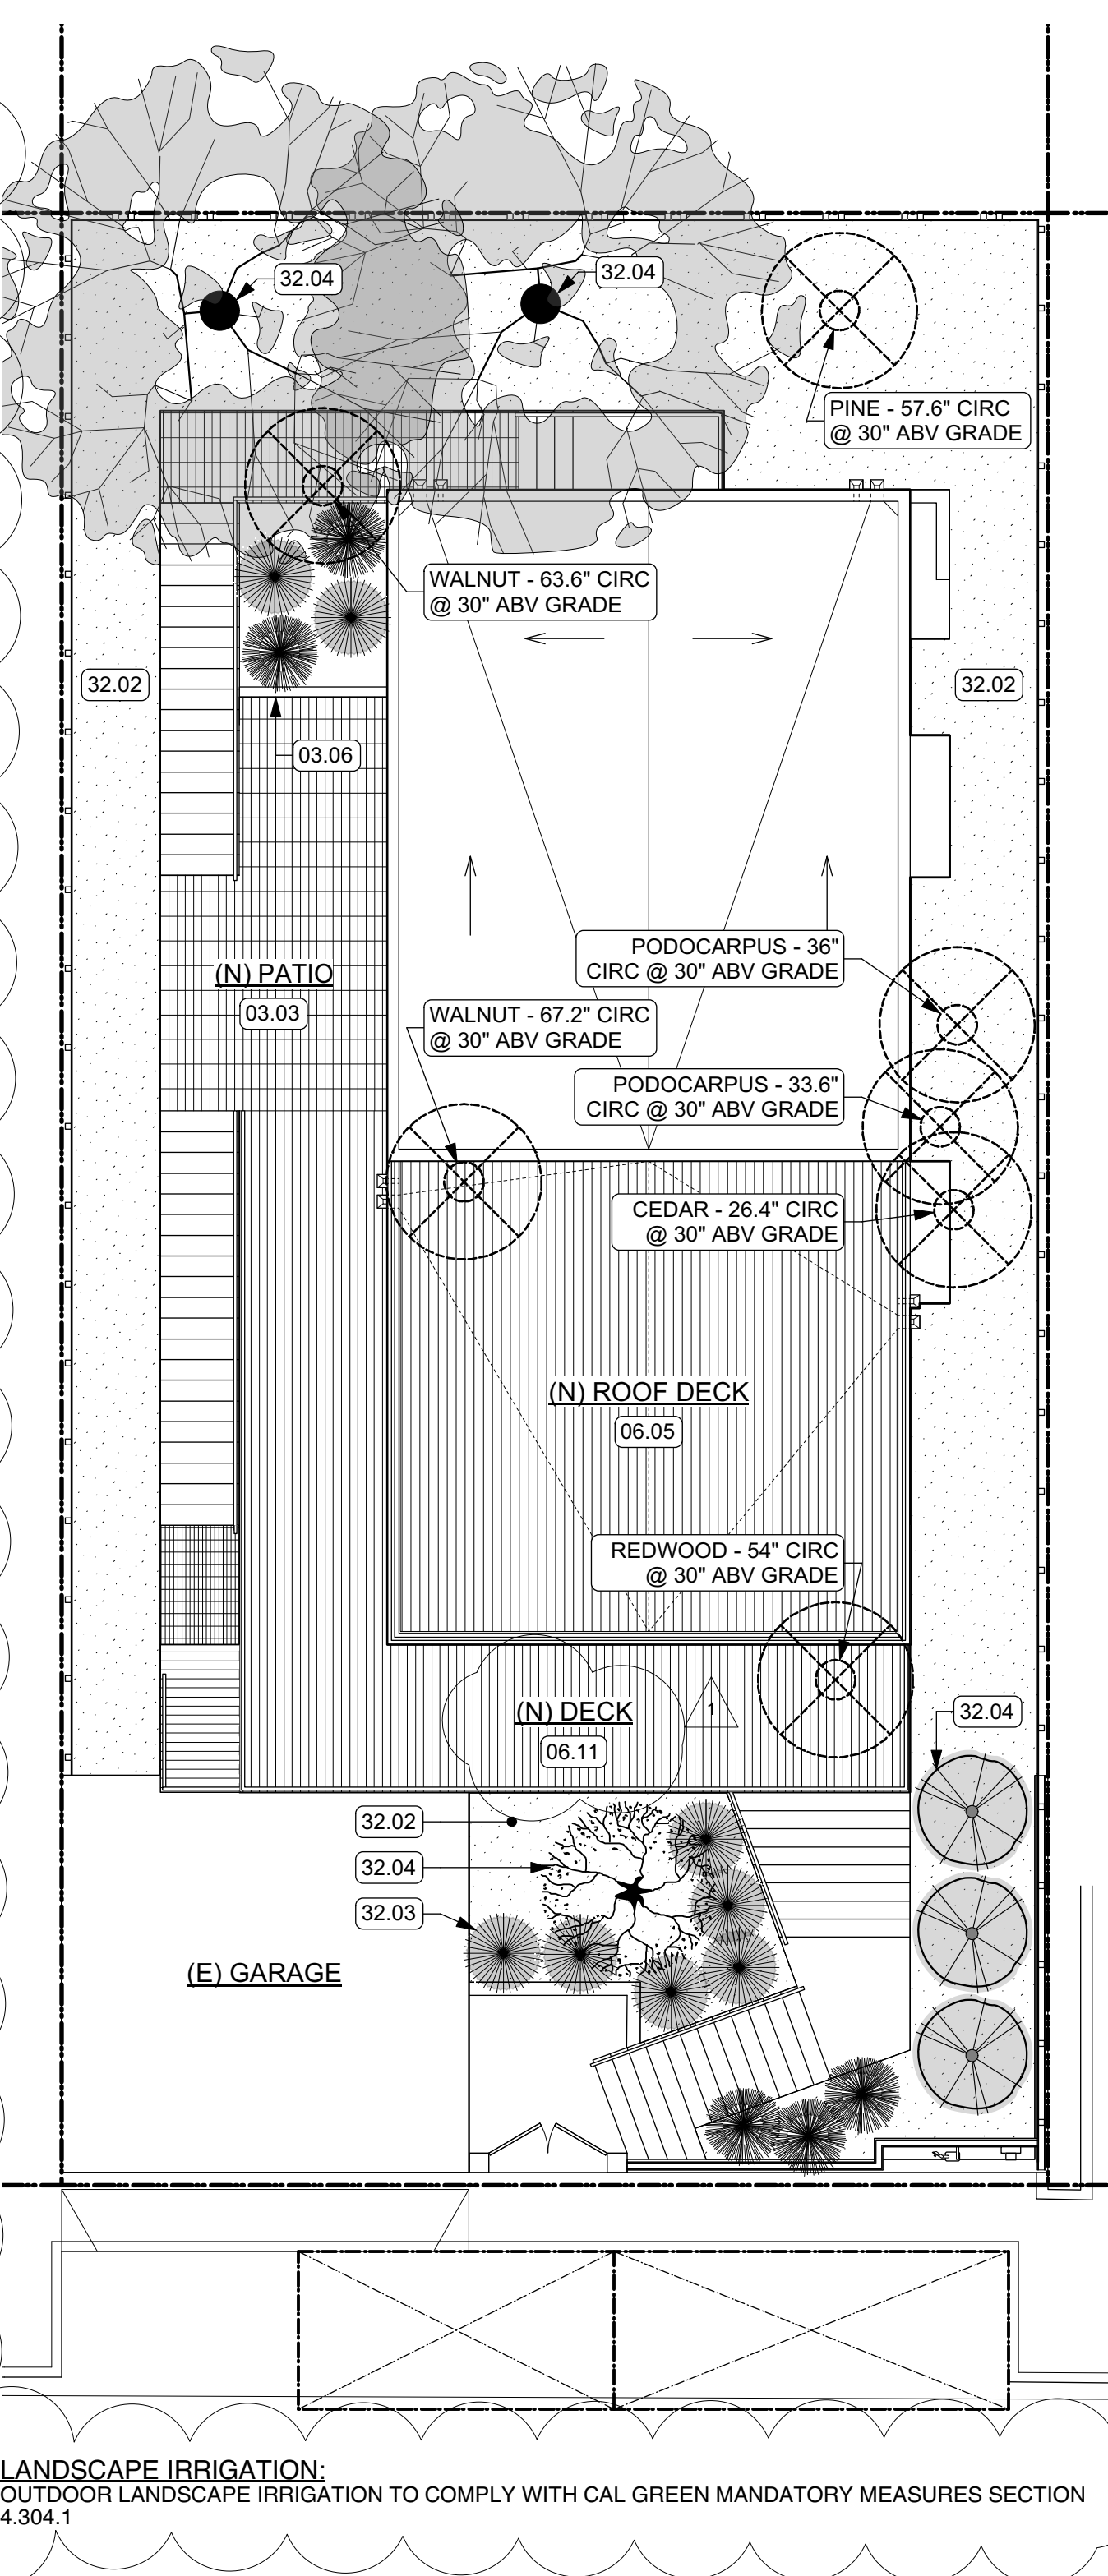 32.04
32.04
PINE - 57.6" CIRC
@ 30" ABV GRADE
WALNUT - 63.6" CIRC
@ 30" ABV GRADE
32.02
32.02
03.06
PODOCARPUS - 36"
CIRC @ 30" ABV GRADE
(N) PATIO
03.03
WALNUT - 67.2" CIRC
@ 30" ABV GRADE
PODOCARPUS - 33.6"
CIRC @ 30" ABV GRADE
CEDAR - 26.4" CIRC
@ 30" ABV GRADE
(N) ROOF DECK
06.05
REDWOOD - 54" CIRC
@ 30" ABV GRADE
(N) DECK
06.11
1
32.04
32.02
32.04
32.03
(E) GARAGE
LANDSCAPE IRRIGATION:
OUTDOOR LANDSCAPE IRRIGATION TO COMPLY WITH CAL GREEN MANDATORY MEASURES SECTION
4.304.1